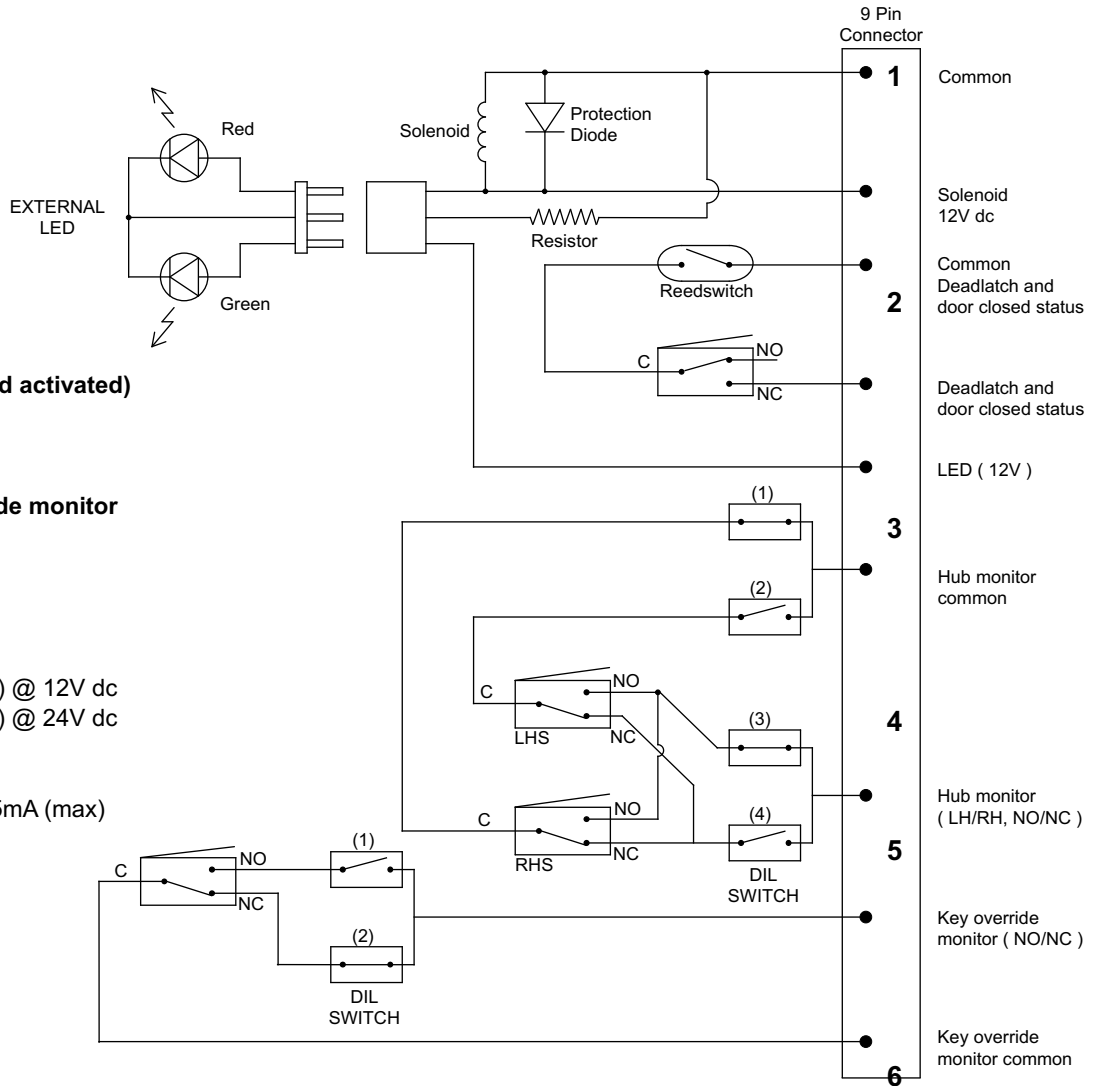 9 Pin
Connector
1
Common
Red
Solenoid
Protection
Diode
EXTERNAL
LED
Resistor
Solenoid
12V dc
Green
Reedswitch
Common
Deadlatch and
door closed status
2
C
NO
NC
d activated)
Deadlatch and
door closed status
LED ( 12V )
de monitor
(1)
3
Hub monitor
common
(2)
C
NO
LHS
NC
) @ 12V dc
) @ 24V dc
(3)
4
5mA (max)
C
NO
RHS
NC
(4)
DIL
SWITCH
Hub monitor
( LH/RH, NO/NC )
5
C
NO
NC
(1)
(2)
DIL
SWITCH
Key override
monitor ( NO/NC )
Key override
monitor common
6